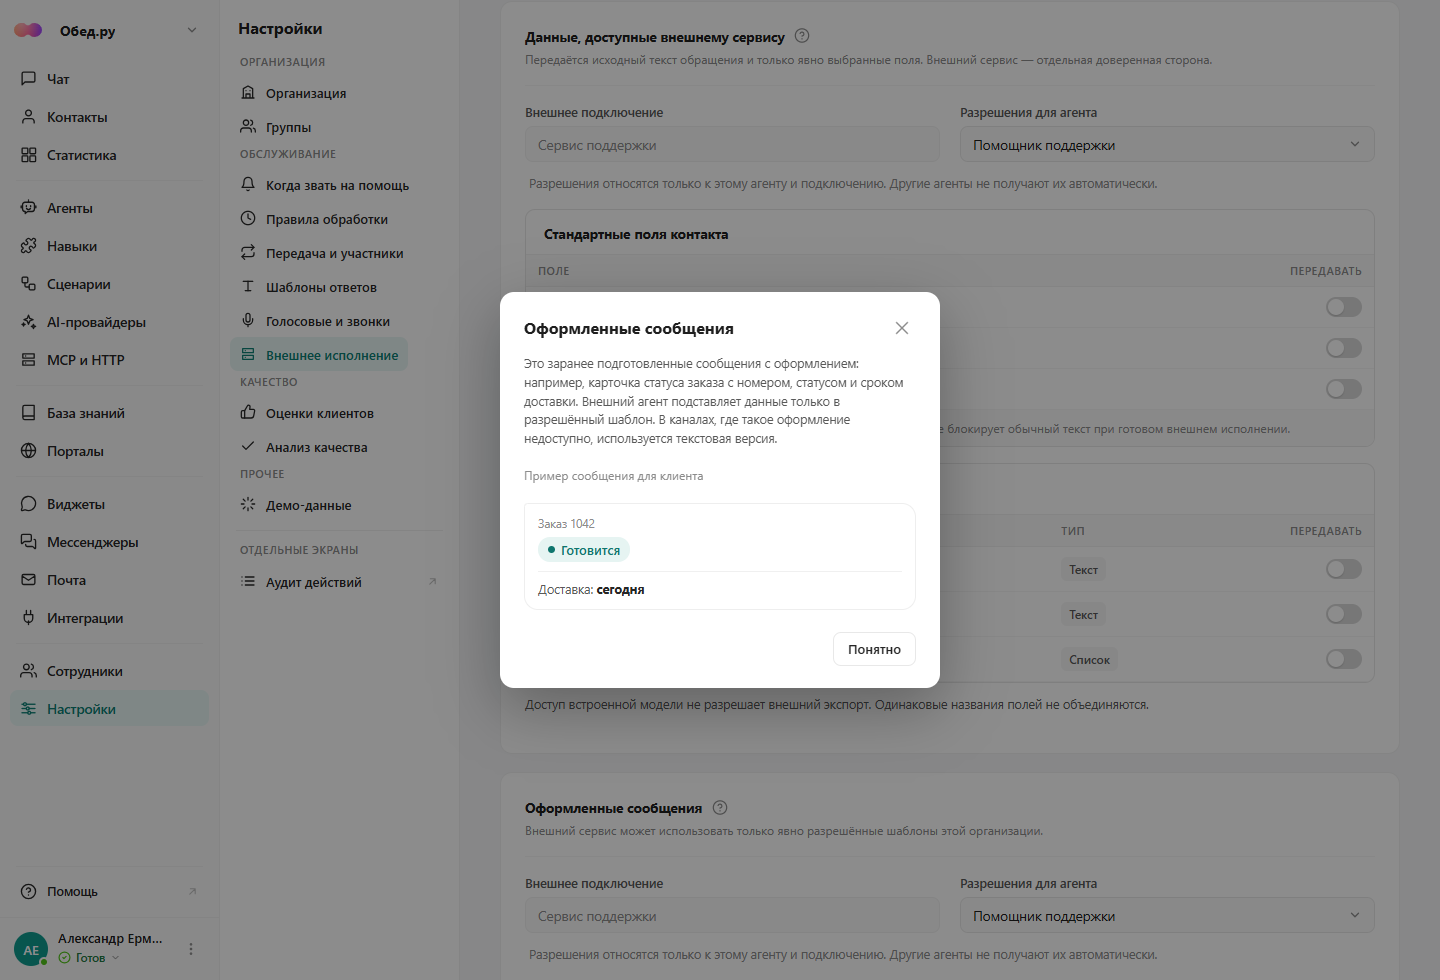 Обед.ру
Чат
Контакты
Статистика
Агенты
Навыки
Сценарии
AI-провайдеры
MCP и HTTP
База знаний
Порталы
Виджеты
Мессенджеры
Почта
Интеграции
Сотрудники
Настройки
Помощь
АЕ
Александр Ерм...
Готов
Настройки
ОРГАНИЗАЦИЯ
Организация
Группы
ОБСЛУЖИВАНИЕ
Когда звать на помощь
Правила обработки
Передача и участники
Шаблоны ответов
Голосовые и звонки
Внешнее исполнение
КАЧЕСТВО
Оценки клиентов
Анализ качества
ПРОЧЕЕ
Демо-данные
ОТДЕЛЬНЫЕ ЭКРАНЫ
Аудит действий
Данные, доступные внешнему сервису
Передаётся исходный текст обращения и только явно выбранные поля. Внешний сервис — отдельная доверенная сторона.
Внешнее подключение
Разрешения для агента
Сервис поддержки
Помощник поддержки
Разрешения относятся только к этому агенту и подключению. Другие агенты не получают их автоматически.
Стандартные поля контакта
ПОЛЕ
ПЕРЕДАВАТЬ
е блокирует обычный текст при готовом внешнем исполнении.
ТИП
ПЕРЕДАВАТЬ
Текст
Текст
Список
Доступ встроенной модели не разрешает внешний экспорт. Одинаковые названия полей не объединяются.
Оформленные сообщения
Внешний сервис может использовать только явно разрешённые шаблоны этой организации.
Внешнее подключение
Разрешения для агента
Сервис поддержки
Помощник поддержки
Разрешения относятся только к этому агенту и подключению. Другие агенты не получают их автоматически.
Оформленные сообщения
Это заранее подготовленные сообщения с оформлением:
например, карточка статуса заказа с номером, статусом и сроком
доставки. Внешний агент подставляет данные только в
разрешённый шаблон. В каналах, где такое оформление
недоступно, используется текстовая версия.
Пример сообщения для клиента
Заказ 1042
Готовится
Доставка: сегодня
Понятно